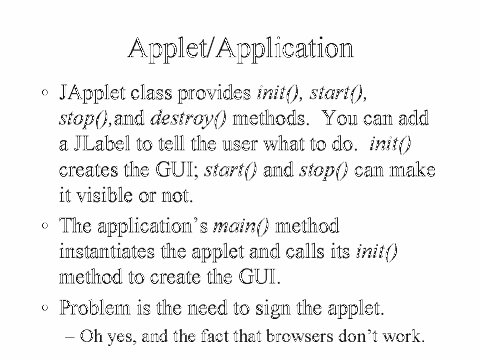 Applet/Application
◦ JApplet class provides init(), start(),
stop(),and destroy() methods.  You can add
a JLabel to tell the user what to do.  init()
creates the GUI; start() and stop() can make
it visible or not.
◦ The application's main() method
instantiates the applet and calls its init()
method to create the GUI.
◦ Problem is the need to sign the applet.
– Oh yes, and the fact that browsers don't work.